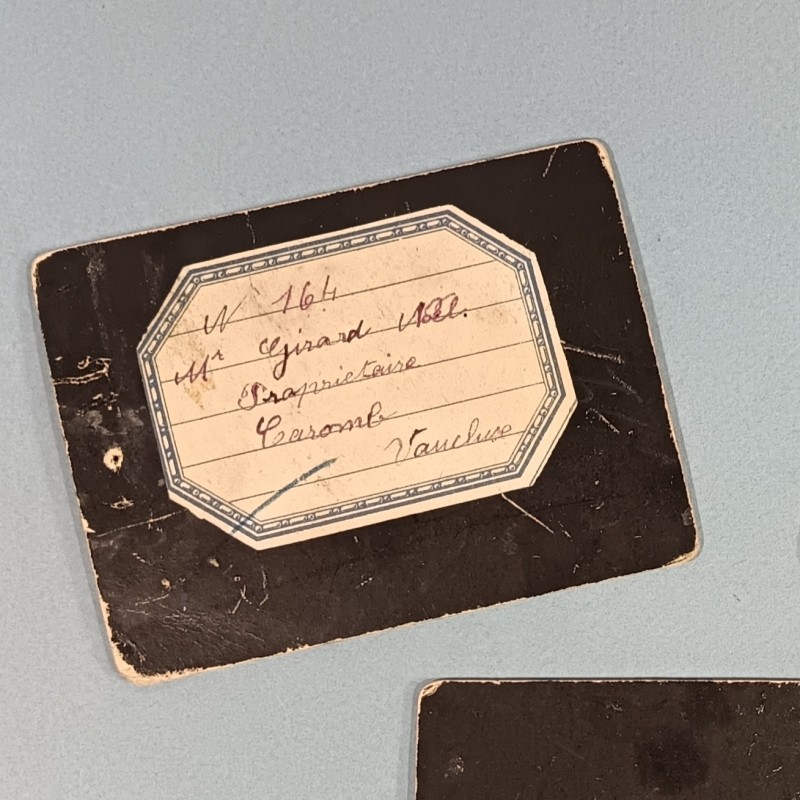 N 164
Mr Girard Noël.
Propriétaire
Caromb
Vaucluse